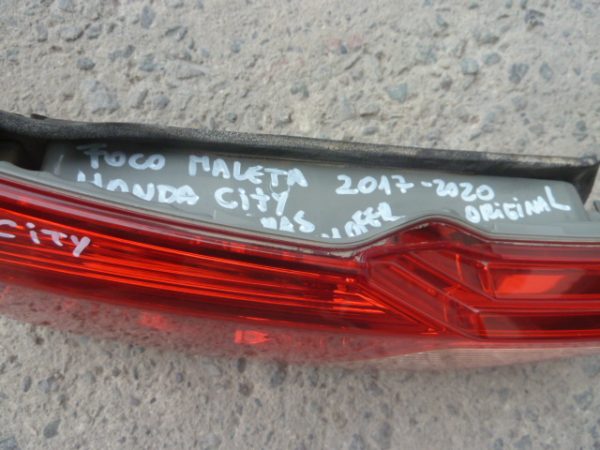 FOCO MALETA 2017-2020
HONDA CITY ORIGINAL
CITY